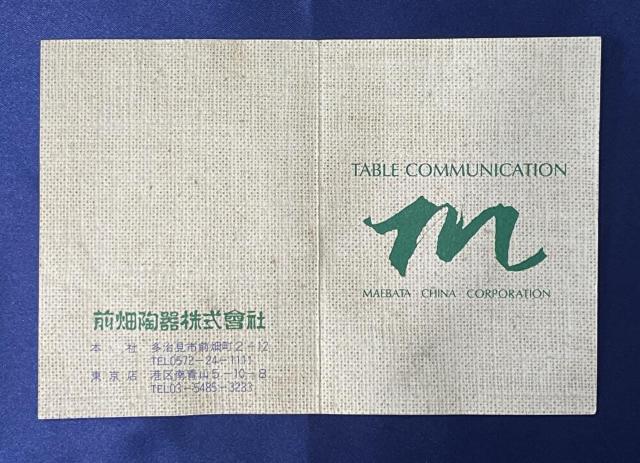 TABLE COMMUNICATION
m
MAEBATA CHINA CORPORATION
前畑陶器株式會社
本社 多治見市前畑町2-12
TEL0572-24-1111
東京店 港区南青山5-10-8
TEL03-5485-3233